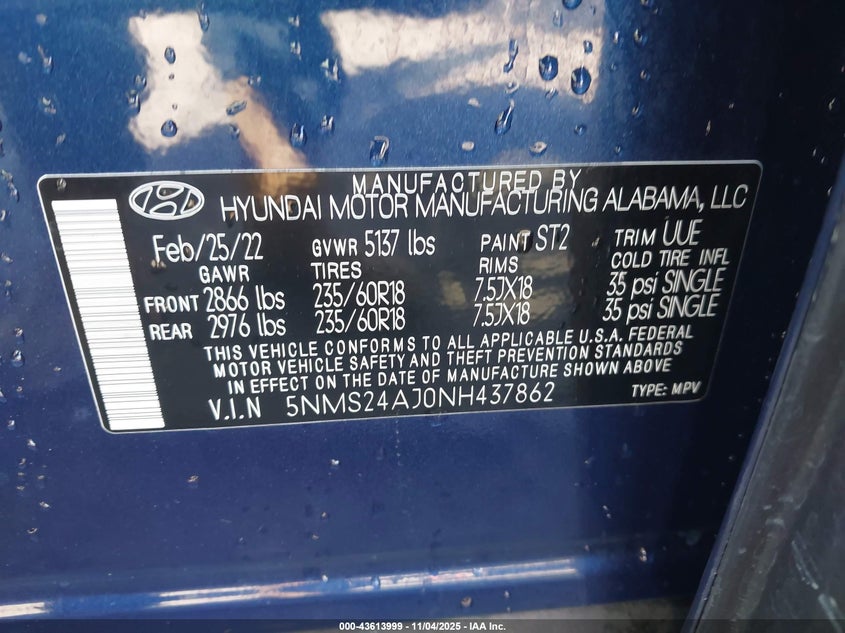 MANUFACTURED BY
HYUNDAI MOTOR MANUFACTURING ALABAMA, LLC
Feb/25/22 GVWR 5137 lbs PAINT ST2 TRIM UUE
GAWR TIRES RIMS COLD TIRE INFL
FRONT 2866 lbs 235/60R18 7.5JX18 35 psi SINGLE
REAR 2976 lbs 235/60R18 7.5JX18 35 psi SINGLE
THIS VEHICLE CONFORMS TO ALL APPLICABLE U.S.A. FEDERAL
MOTOR VEHICLE SAFETY AND THEFT PREVENTION STANDARDS
IN EFFECT ON THE DATE OF MANUFACTURE SHOWN ABOVE
V.I.N 5NMS24AJ0NH437862 TYPE: MPV
000-43613999 - 11/04/2025 - IAA Inc.